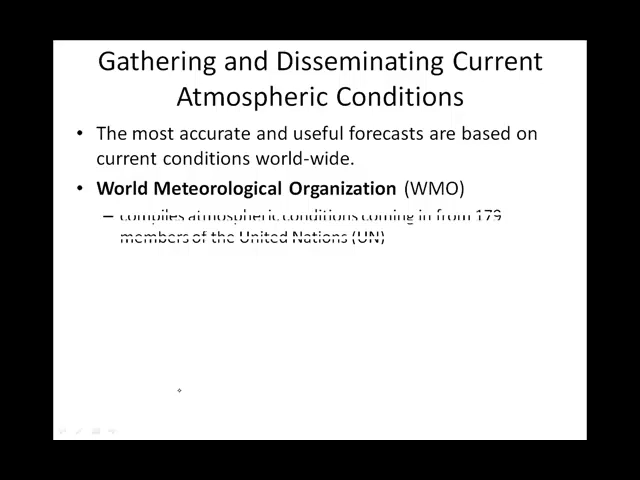 Gathering and Disseminating Current
Atmospheric Conditions
• The most accurate and useful forecasts are based on
current conditions world-wide.
• World Meteorological Organization (WMO)
– compiles atmospheric conditions coming in from 179
members of the United Nations (UN)